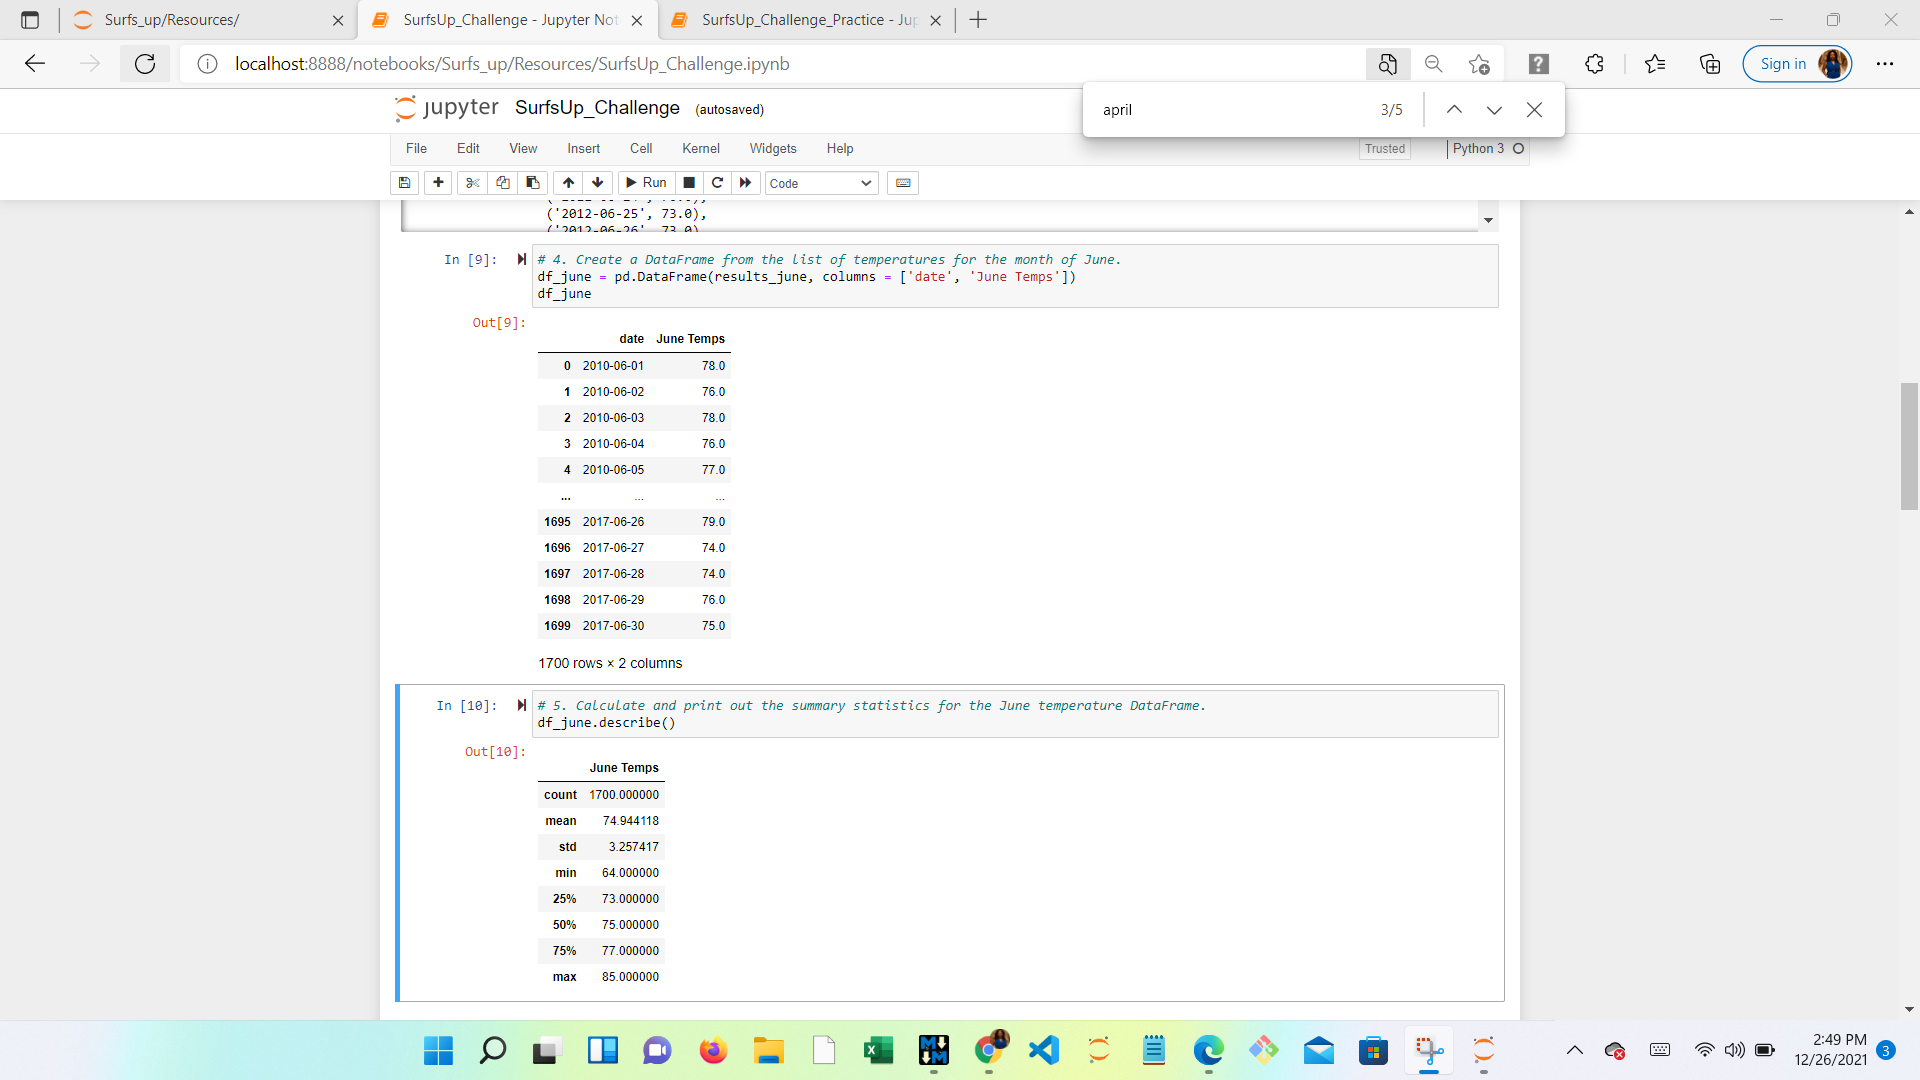 Surfs_up/Resources/
SurfsUp_Challenge - Jupyter Not
SurfsUp_Challenge_Practice - Jup
localhost:8888/notebooks/Surfs_up/Resources/SurfsUp_Challenge.ipynb
Sign in
april 3/5
jupyter SurfsUp_Challenge (autosaved)
File Edit View Insert Cell Kernel Widgets Help
Trusted Python 3
Run Code
('2012-06-25', 73.0),
('2012-06-26', 73.0)
In [9]:
# 4. Create a DataFrame from the list of temperatures for the month of June.
df_june = pd.DataFrame(results_june, columns = ['date', 'June Temps'])
df_june
Out[9]:
date June Temps
0 2010-06-01 78.0
1 2010-06-02 76.0
2 2010-06-03 78.0
3 2010-06-04 76.0
4 2010-06-05 77.0
... ... ...
1695 2017-06-26 79.0
1696 2017-06-27 74.0
1697 2017-06-28 74.0
1698 2017-06-29 76.0
1699 2017-06-30 75.0
1700 rows × 2 columns
In [10]:
# 5. Calculate and print out the summary statistics for the June temperature DataFrame.
df_june.describe()
Out[10]:
June Temps
count 1700.000000
mean 74.944118
std 3.257417
min 64.000000
25% 73.000000
50% 75.000000
75% 77.000000
max 85.000000
2:49 PM
12/26/2021
3